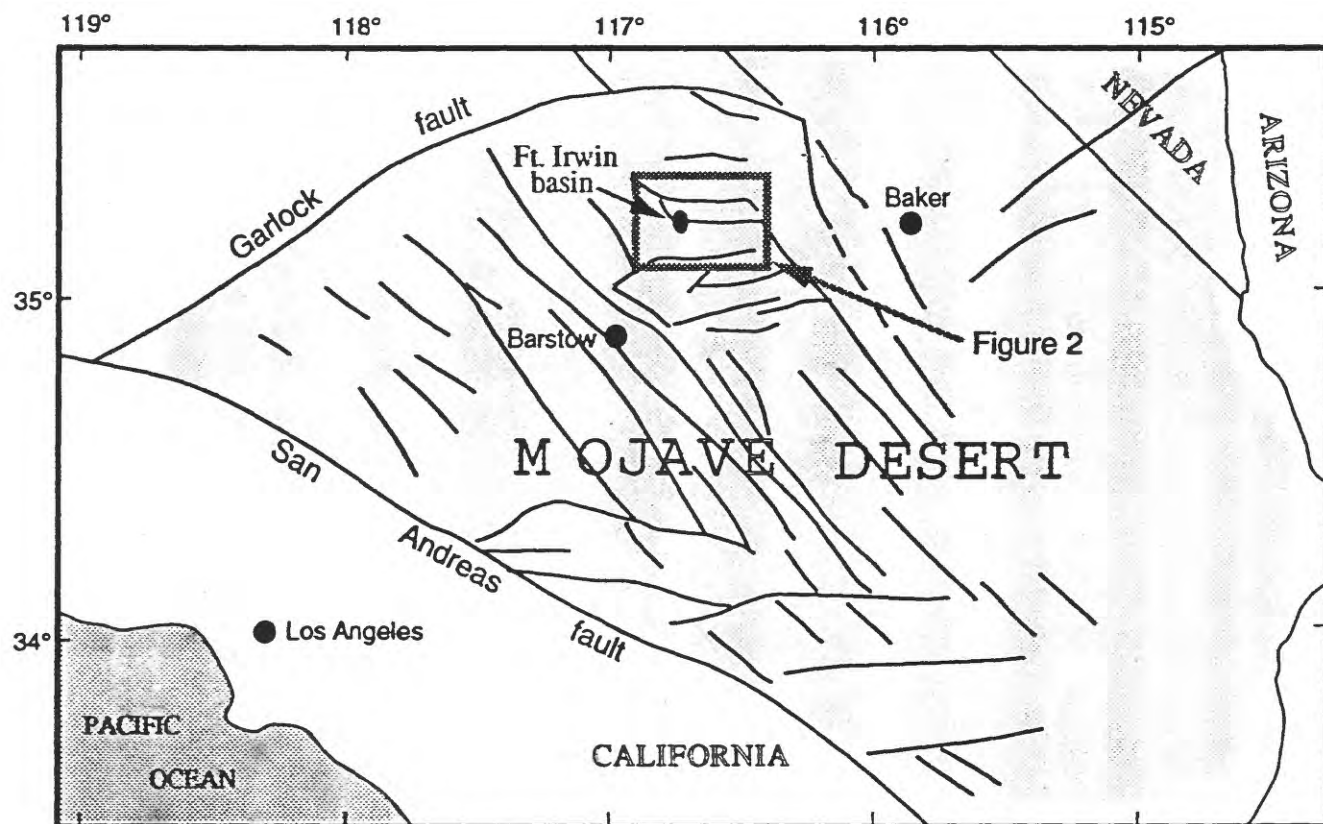 119° 118° 117° 116° 115°
NEVADA
ARIZONA
fault
Ft. Irwin
basin
Baker
Garlock
35°
Barstow
Figure 2
MOJAVE DESERT
San
Andreas
fault
34°
Los Angeles
PACIFIC
OCEAN
CALIFORNIA